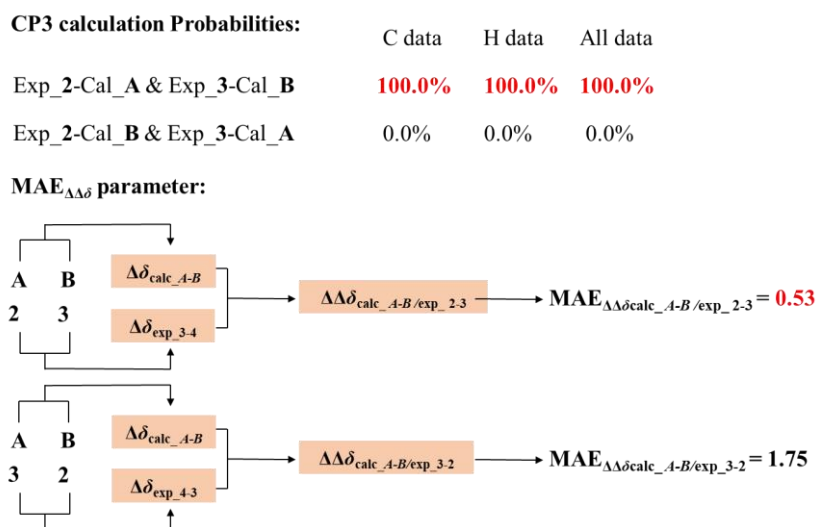 CP3 calculation Probabilities:
C data H data All data
Exp_2-Cal_A & Exp_3-Cal_B 100.0% 100.0% 100.0%
Exp_2-Cal_B & Exp_3-Cal_A 0.0% 0.0% 0.0%
MAEΔΔδ parameter:
A B
2 3
Δδcalc_A-B
Δδexp_3-4
ΔΔδcalc_A-B/exp_2-3
MAEΔΔδcalc_A-B/exp_2-3 = 0.53
A B
3 2
Δδcalc_A-B
Δδexp_4-3
ΔΔδcalc_A-B/exp_3-2
MAEΔΔδcalc_A-B/exp_3-2 = 1.75